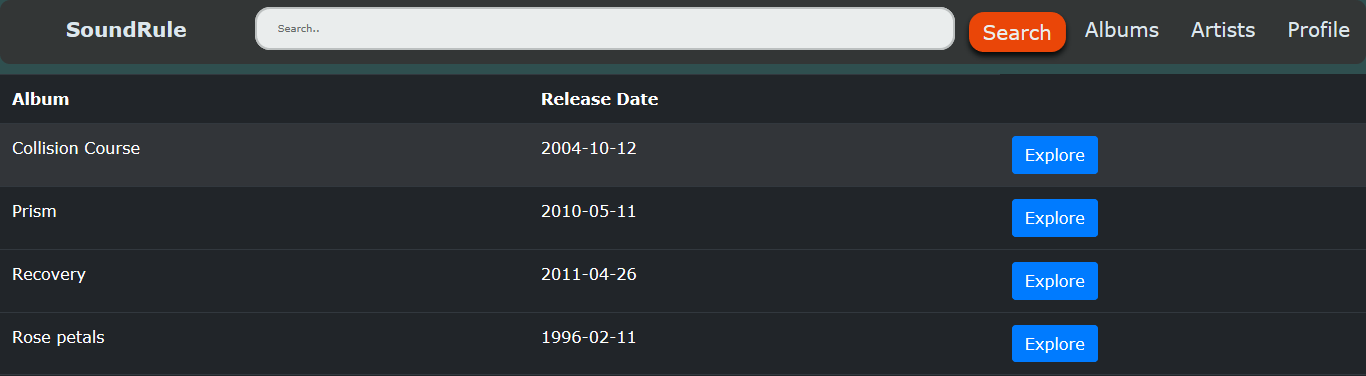 SoundRule Search.. Search Albums Artists Profile
Album Release Date
Collision Course 2004-10-12 Explore
Prism 2010-05-11 Explore
Recovery 2011-04-26 Explore
Rose petals 1996-02-11 Explore